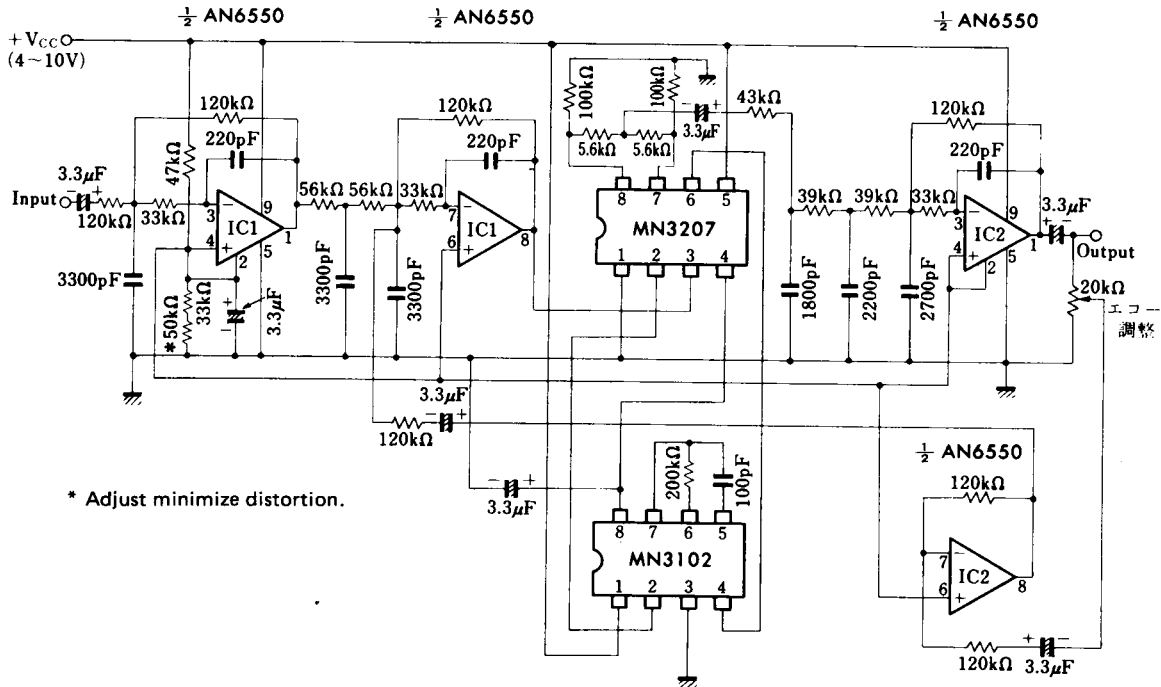 ½ AN6550
½ AN6550
½ AN6550
+Vcc
(4~10V)
120kΩ
220pF
47kΩ
3.3μF
Input
120kΩ
33kΩ
3
4
2
9
5
1
IC1
3300pF
*50kΩ
33kΩ
3.3μF
56kΩ
56kΩ
33kΩ
120kΩ
220pF
7
6
8
IC1
3300pF
3300pF
100kΩ
100kΩ
5.6kΩ
5.6kΩ
3.3μF
43kΩ
8
7
6
5
MN3207
1
2
3
4
39kΩ
39kΩ
33kΩ
120kΩ
220pF
3
4
2
9
5
1
IC2
3.3μF
Output
1800pF
2200pF
2700pF
20kΩ
エコー
調整
3.3μF
120kΩ
* Adjust minimize distortion.
3.3μF
200kΩ
100pF
8
7
6
5
MN3102
1
2
3
4
½ AN6550
120kΩ
7
6
8
IC2
120kΩ
3.3μF